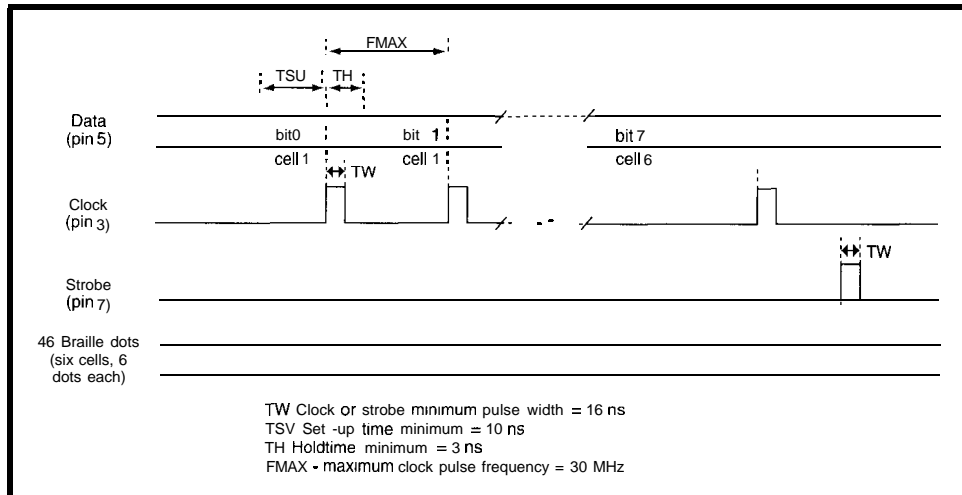 FMAX
TSU TH
Data
(pin 5)
bit0 bit 1 bit 7
cell 1 cell 1 cell 6
TW
Clock
(pin 3)
TW
Strobe
(pin 7)
46 Braille dots
(six cells, 6
dots each)
TW Clock or strobe minimum pulse width = 16 ns
TSV Set -up time minimum = 10 ns
TH Holdtime minimum = 3 ns
FMAX - maximum clock pulse frequency = 30 MHz